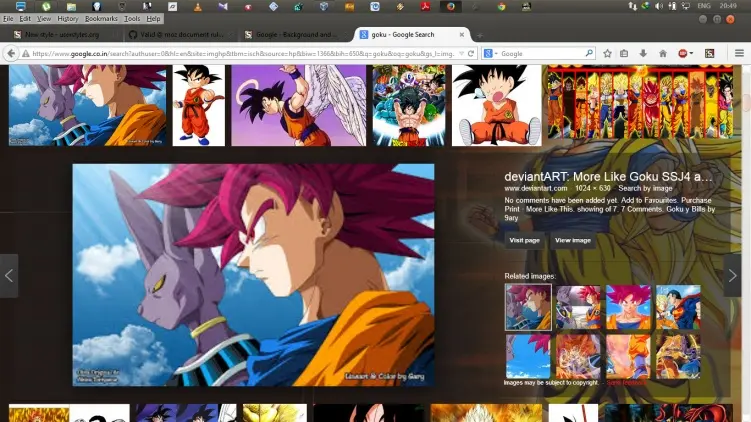 ENG 20:49
File Edit View History Bookmarks Tools Help
New style - userstyles.org
Google - Background and
goku - Google Search
https://www.google.co.in/search?authuser=0&hl=en&site=imghp&tbm=isch&source=hp&biw=1366&bih=650&q=goku&oq=goku&gs_l=img.
Google
deviantART: More Like Goku SSJ4 a...
www.deviantart.com 1024 × 630 Search by image
No comments have been added yet. Add to Favourites. Purchase
Print · More Like This. showing of 7. 7 Comments. Goku y Bills by
9ary
Visit page View image
Related images:
Images may be subject to copyright.
Lineart & Color by Gary